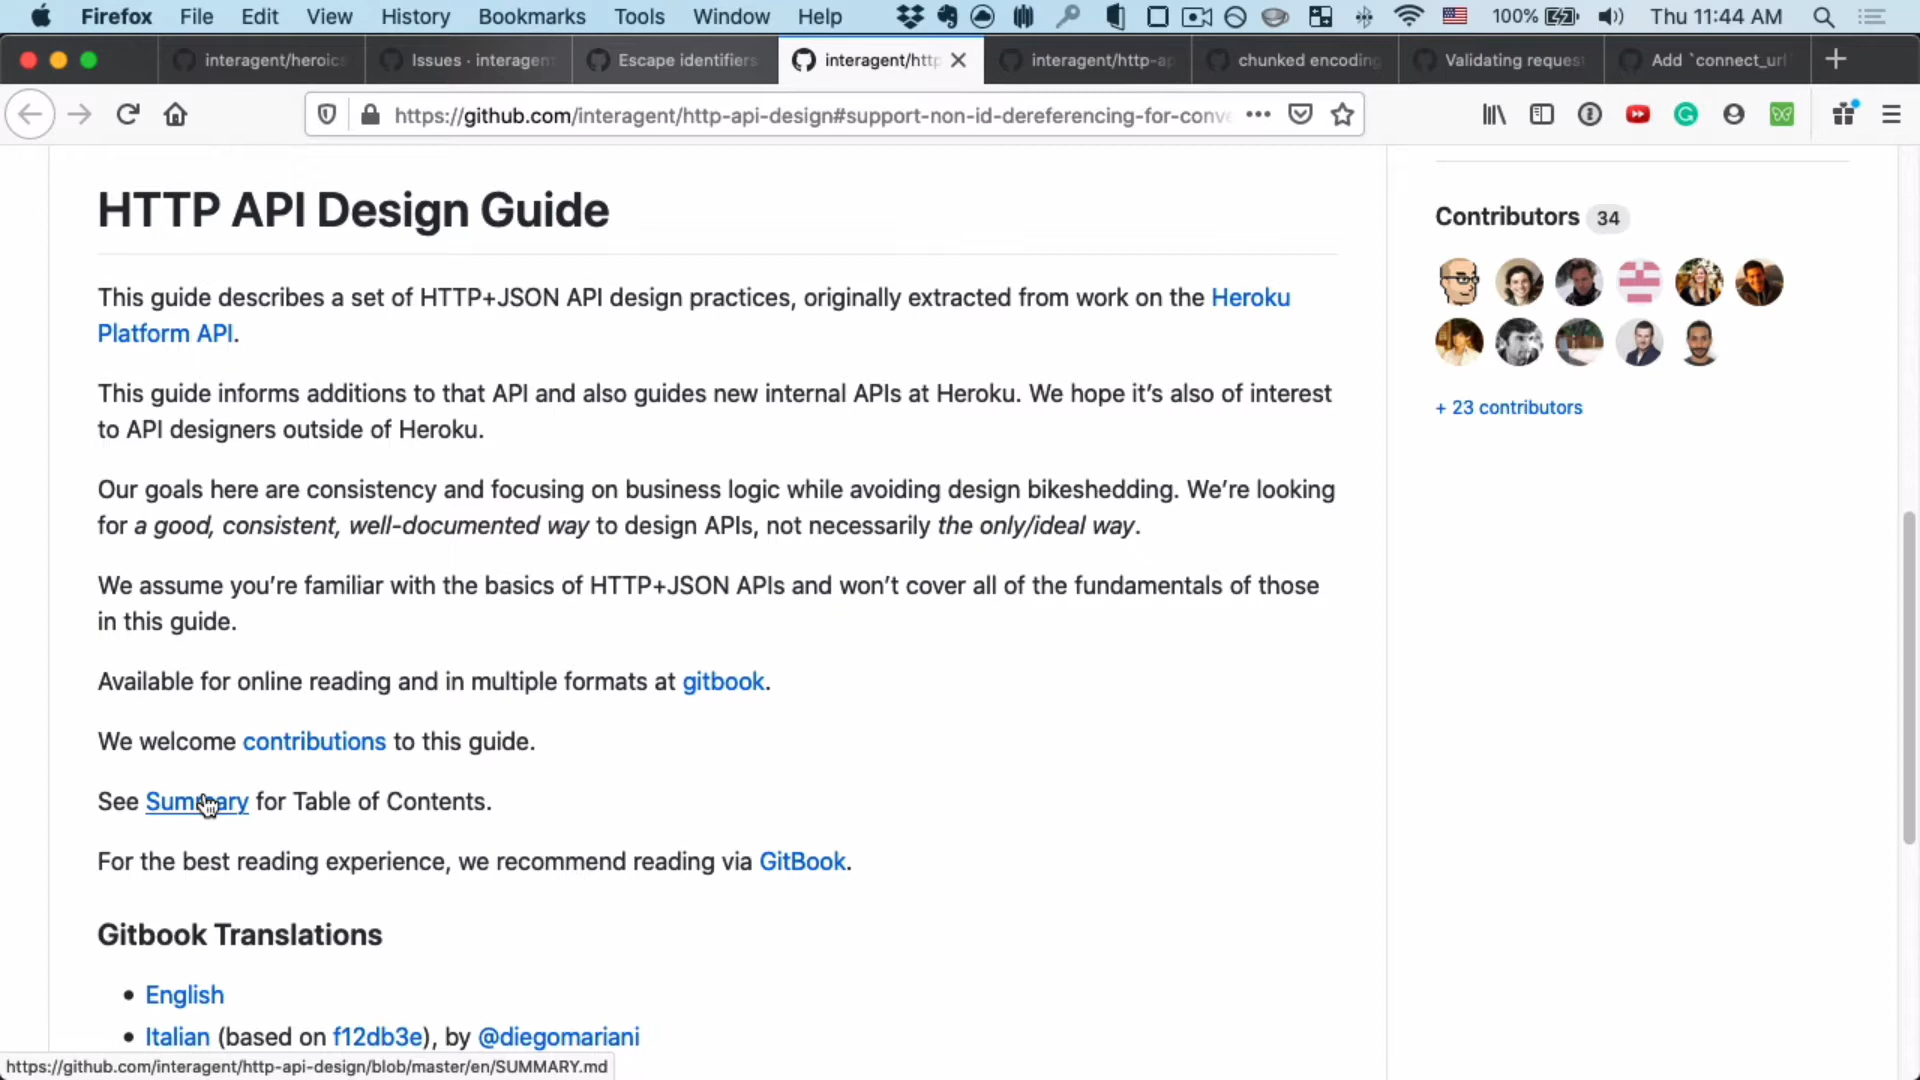 Firefox File Edit View History Bookmarks Tools Window Help 100% Thu 11:44 AM
interagent/heroics Issues · interagent Escape identifiers interagent/http interagent/http-ap chunked encoding Validating request Add `connect_url
https://github.com/interagent/http-api-design#support-non-id-dereferencing-for-conve
HTTP API Design Guide
This guide describes a set of HTTP+JSON API design practices, originally extracted from work on the Heroku
Platform API.
This guide informs additions to that API and also guides new internal APIs at Heroku. We hope it’s also of interest
to API designers outside of Heroku.
Our goals here are consistency and focusing on business logic while avoiding design bikeshedding. We’re looking
for a good, consistent, well-documented way to design APIs, not necessarily the only/ideal way.
We assume you’re familiar with the basics of HTTP+JSON APIs and won’t cover all of the fundamentals of those
in this guide.
Available for online reading and in multiple formats at gitbook.
We welcome contributions to this guide.
See Summary for Table of Contents.
For the best reading experience, we recommend reading via GitBook.
Gitbook Translations
• English
• Italian (based on f12db3e), by @diegomariani
Contributors 34
+ 23 contributors
https://github.com/interagent/http-api-design/blob/master/en/SUMMARY.md